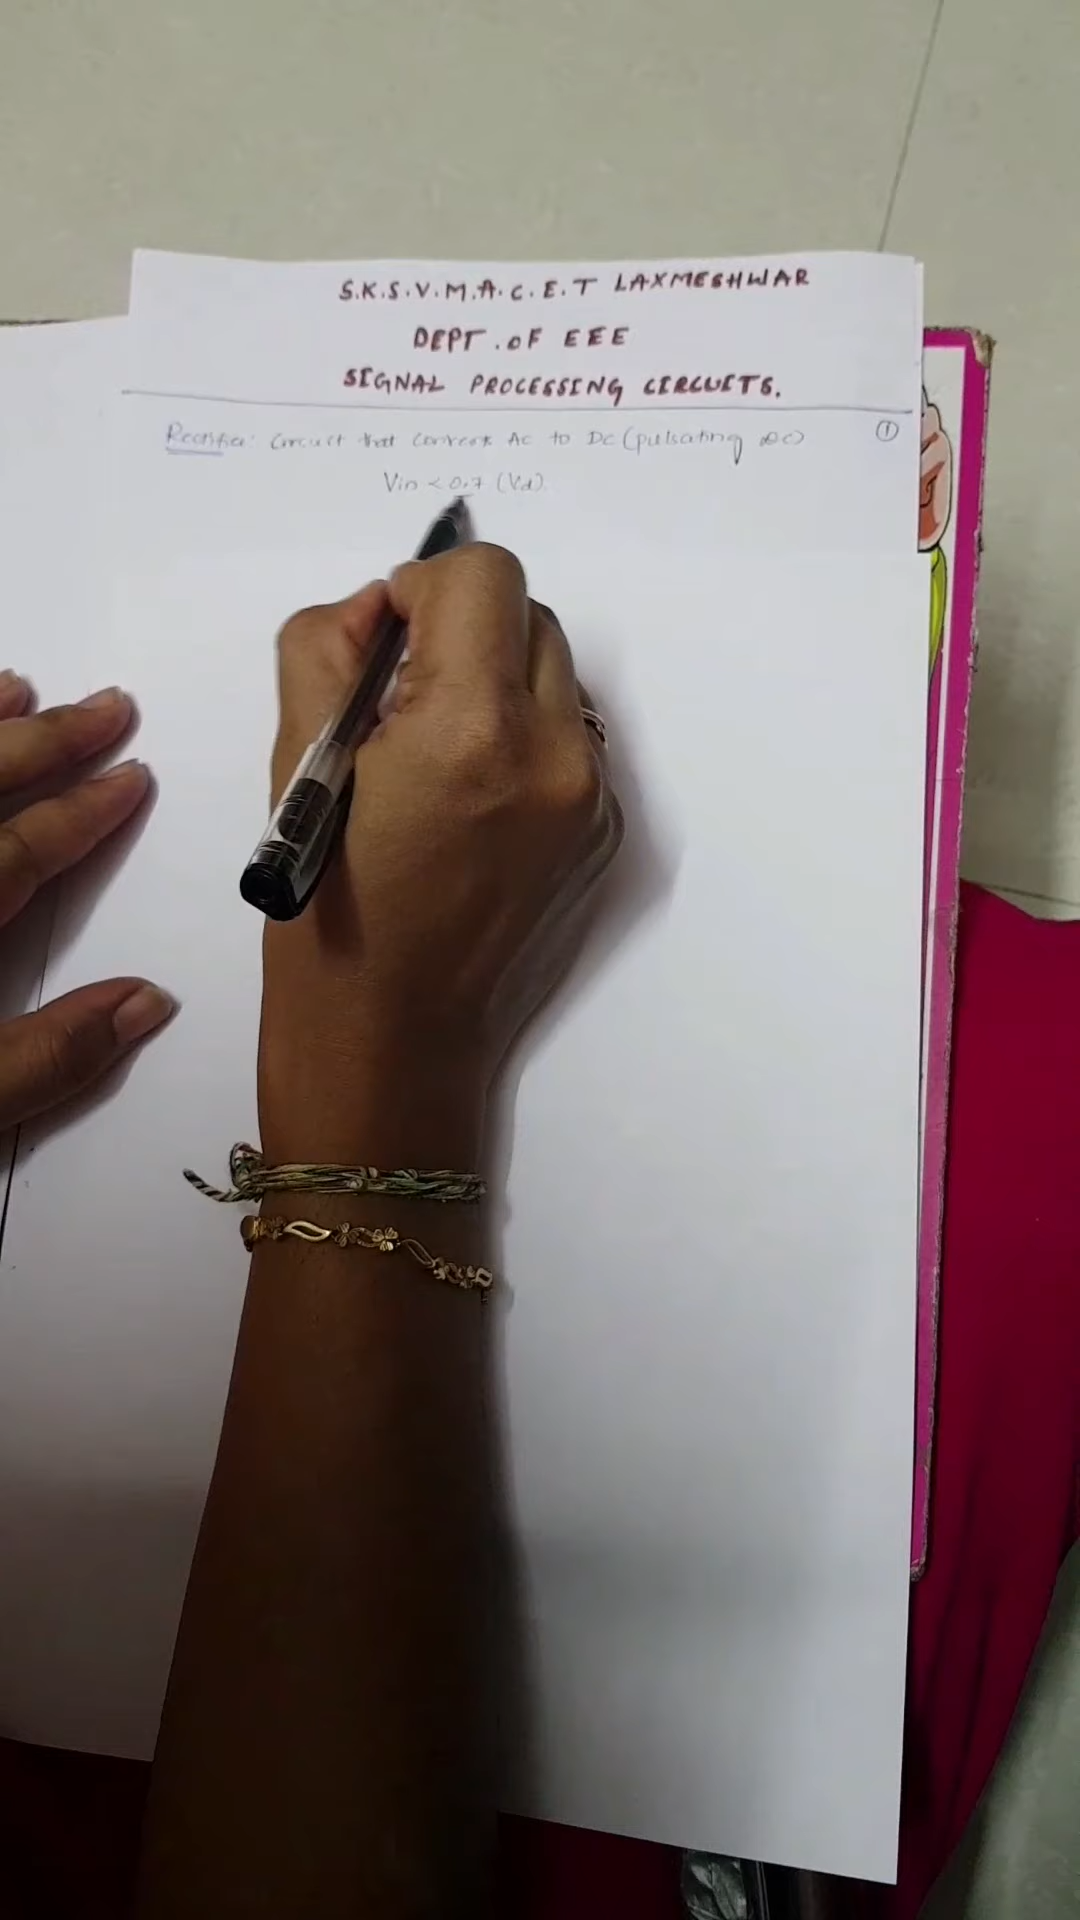 S.K.S.V.M.A.C.E.T LAXMESHWAR
DEPT. OF EEE
SIGNAL PROCESSING CIRCUITS.
Rectifier: Circuit that converts AC to DC (pulsating DC) ①
Vin < 0.7 (Vd).